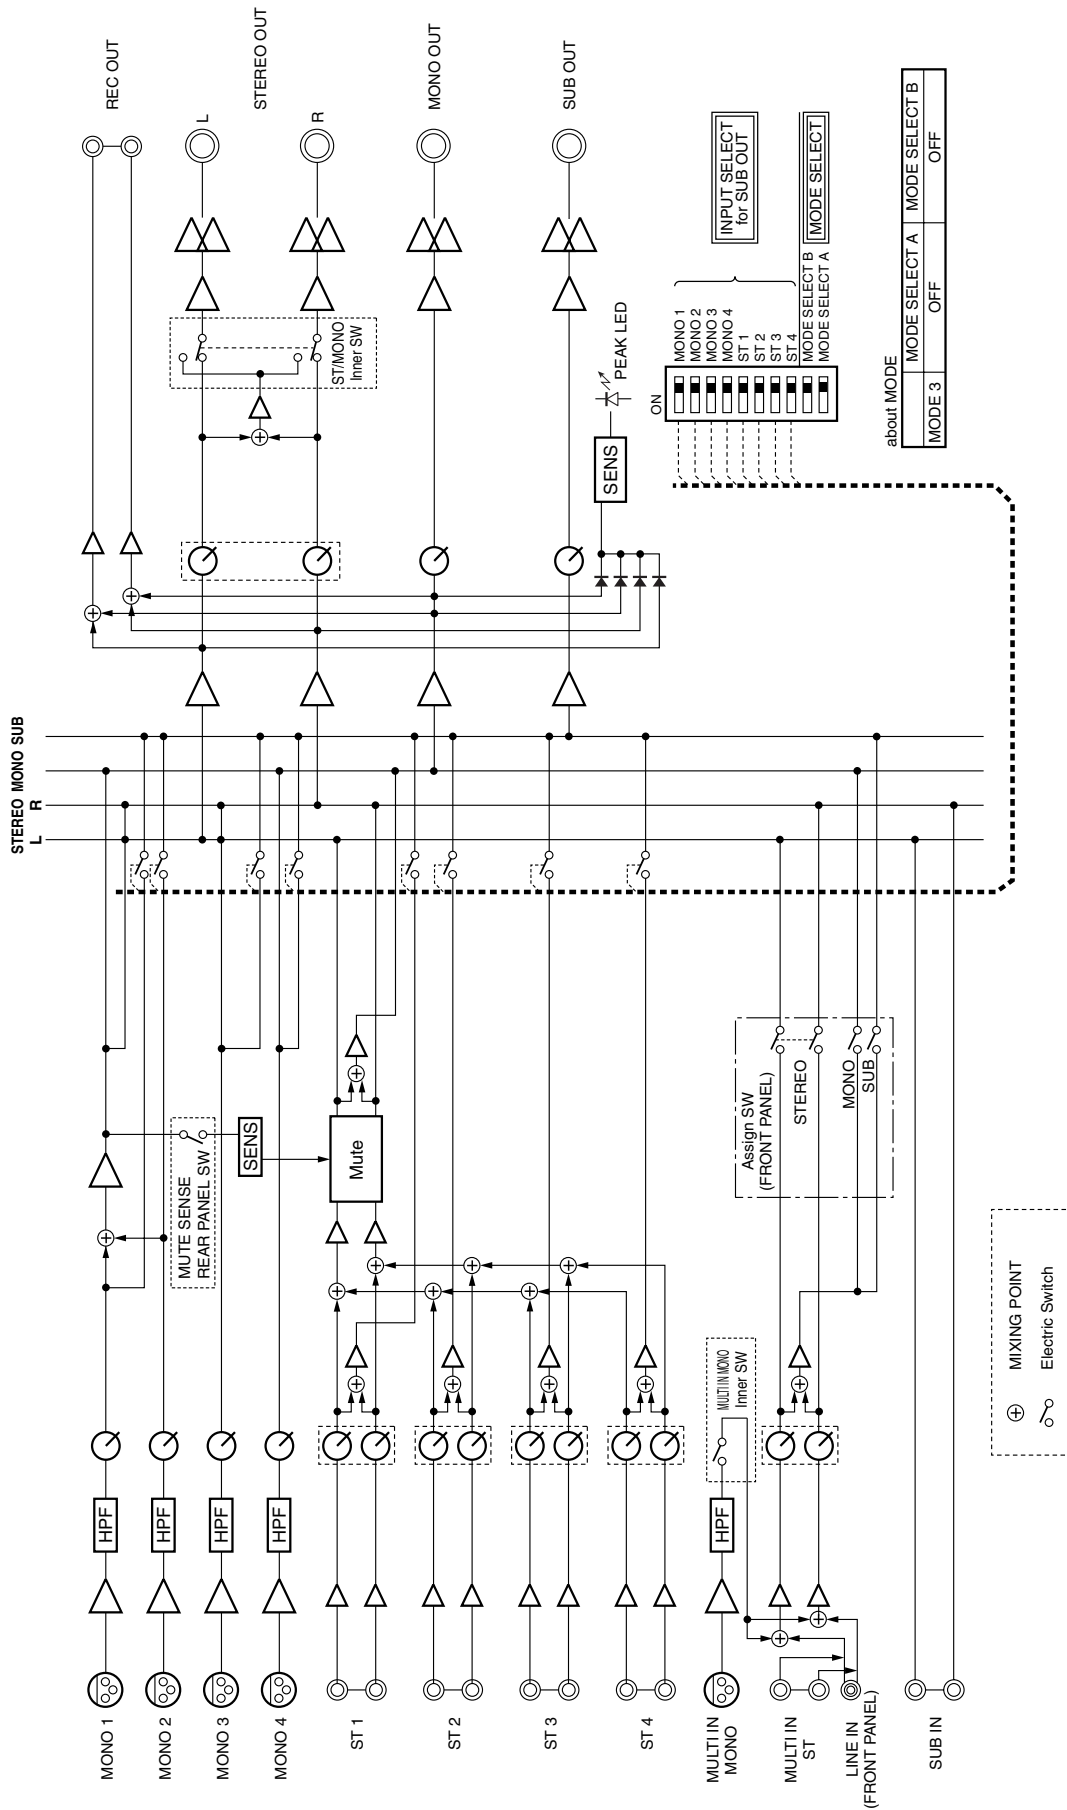 REC OUT
STEREO OUT
L
R
MONO OUT
SUB OUT
ST/MONO
Inner SW
PEAK LED
SENS
INPUT SELECT
for SUB OUT
MODE SELECT
ON
MONO 1
MONO 2
MONO 3
MONO 4
ST 1
ST 2
ST 3
ST 4
MODE SELECT B
MODE SELECT A
about MODE
MODE SELECT A
MODE SELECT B
MODE 3
OFF
OFF
STEREO MONO SUB
L
R
MUTE SENSE
REAR PANEL SW
SENS
Mute
Assign SW
(FRONT PANEL)
STEREO
MONO
SUB
MULTI IN MONO
Inner SW
HPF
HPF
HPF
HPF
HPF
MONO 1
MONO 2
MONO 3
MONO 4
ST 1
ST 2
ST 3
ST 4
MULTI IN
MONO
MULTI IN
ST
LINE IN
(FRONT PANEL)
SUB IN
MIXING POINT
Electric Switch